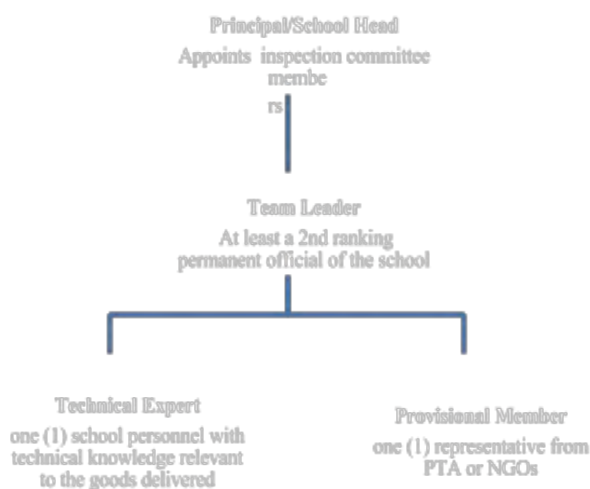 Principal/School Head
Appoints inspection committee
membe
rs
Team Leader
At least a 2nd ranking
permanent official of the school
Technical Expert
one (1) school personnel with
technical knowledge relevant
to the goods delivered
Provisional Member
one (1) representative from
PTA or NGOs